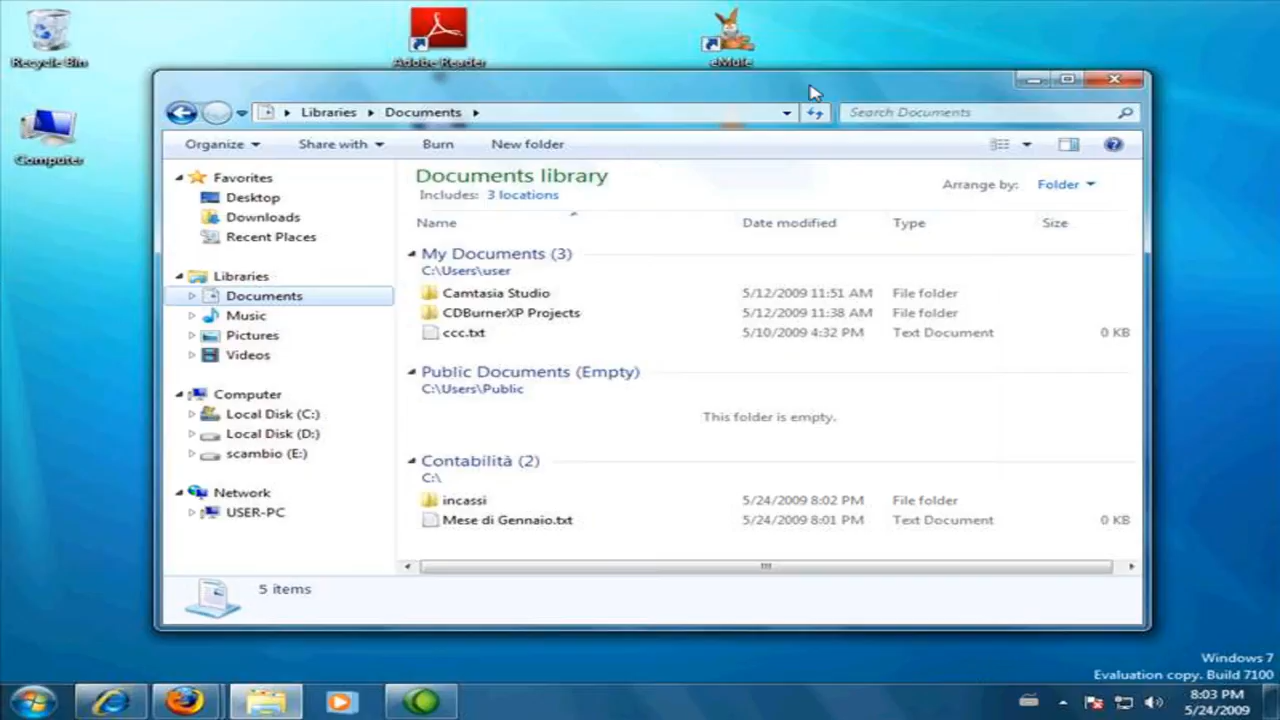 Recycle Bin
Adobe Reader
eMule
Computer
Libraries
Documents
Search Documents
Organize
Share with
Burn
New folder
Favorites
Desktop
Downloads
Recent Places
Libraries
Documents
Music
Pictures
Videos
Computer
Local Disk (C:)
Local Disk (D:)
scambio (E:)
Network
USER-PC
Documents library
Includes: 3 locations
Arrange by: Folder
Name Date modified Type Size
My Documents (3)
C:\Users\user
Camtasia Studio 5/12/2009 11:51 AM File folder
CDBurnerXP Projects 5/12/2009 11:38 AM File folder
ccc.txt 5/10/2009 4:32 PM Text Document 0 KB
Public Documents (Empty)
C:\Users\Public
This folder is empty.
Contabilità (2)
C:\
incassi 5/24/2009 8:02 PM File folder
Mese di Gennaio.txt 5/24/2009 8:01 PM Text Document 0 KB
5 items
Windows 7
Evaluation copy. Build 7100
8:03 PM
5/24/2009